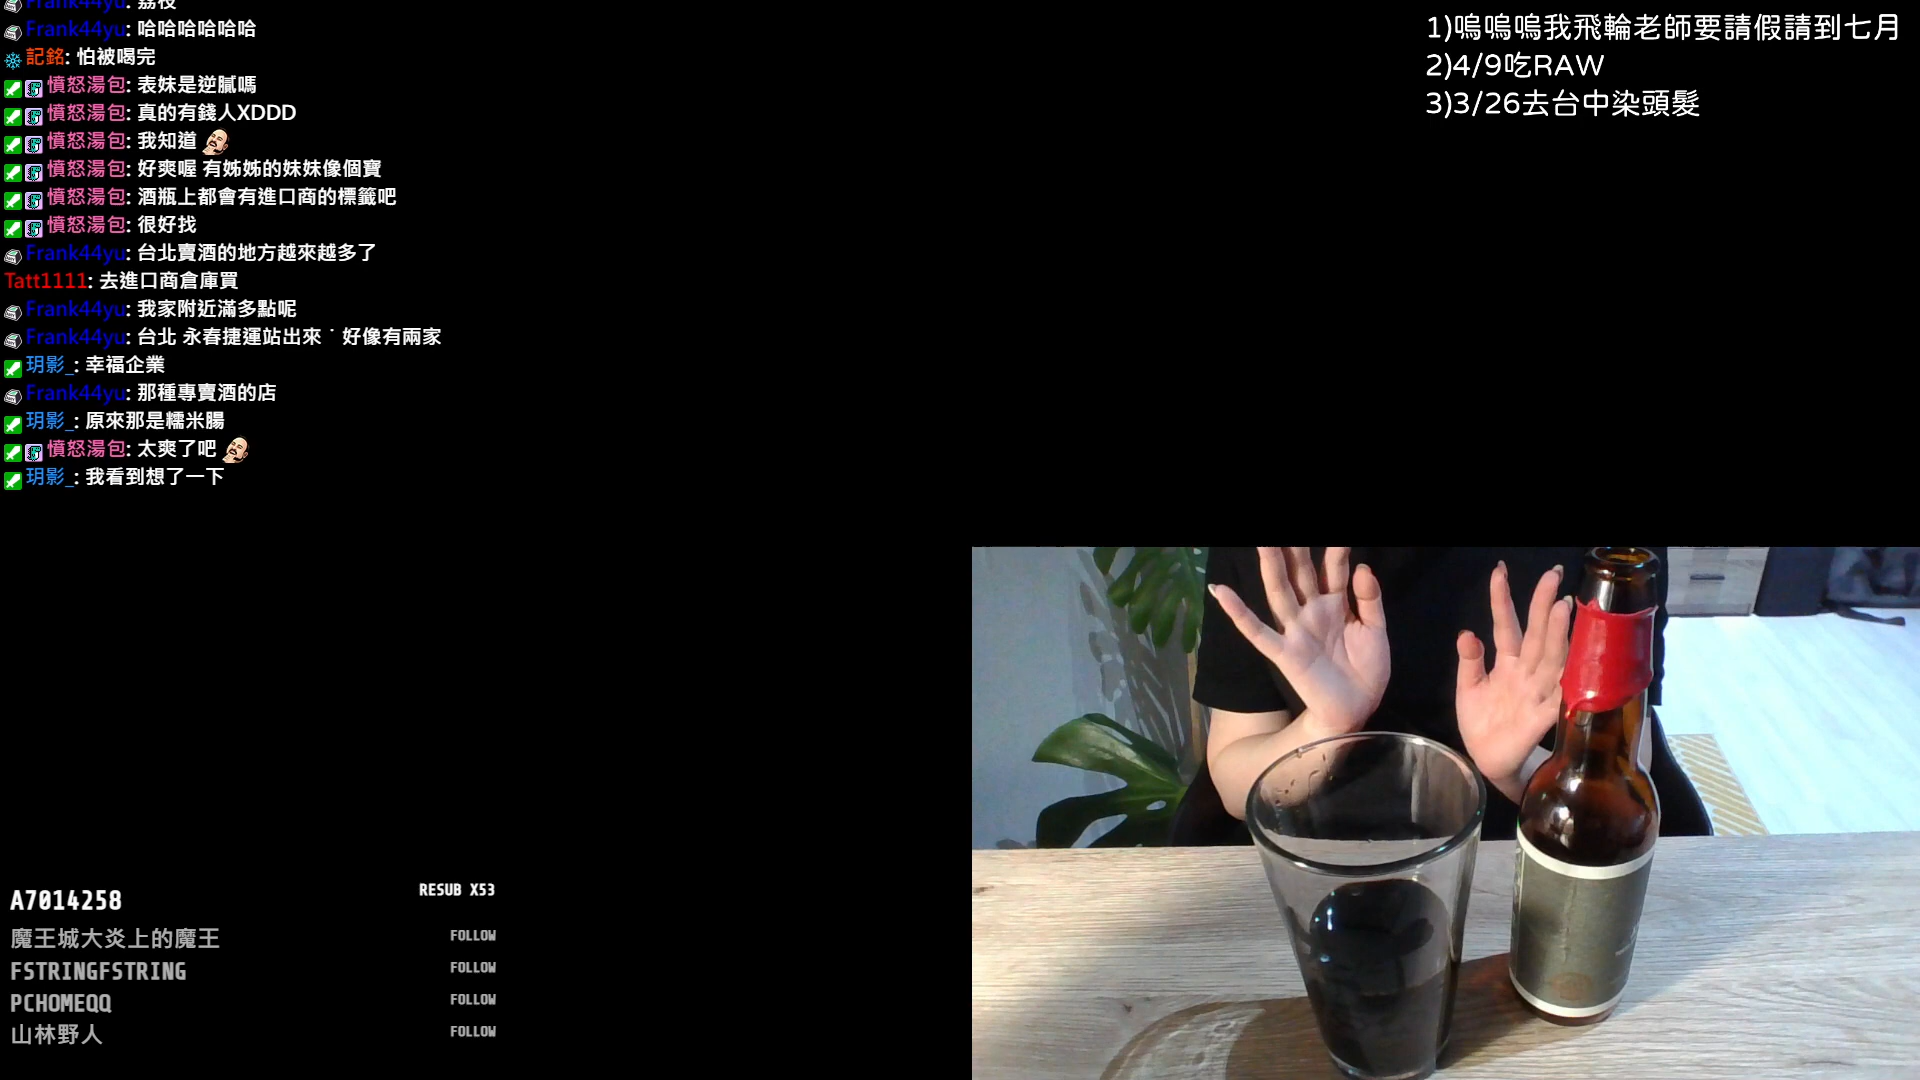 Frank44yu: 荔枝
Frank44yu: 哈哈哈哈哈哈
記銘: 怕被喝完
憤怒湯包: 表妹是逆膩嗎
憤怒湯包: 真的有錢人XDDD
憤怒湯包: 我知道
憤怒湯包: 好爽喔 有姊姊的妹妹像個寶
憤怒湯包: 酒瓶上都會有進口商的標籤吧
憤怒湯包: 很好找
Frank44yu: 台北賣酒的地方越來越多了
Tatt1111: 去進口商倉庫買
Frank44yu: 我家附近滿多點呢
Frank44yu: 台北 永春捷運站出來 ˙ 好像有兩家
玥影_: 幸福企業
Frank44yu: 那種專賣酒的店
玥影_: 原來那是糯米腸
憤怒湯包: 太爽了吧
玥影_: 我看到想了一下
1)嗚嗚嗚我飛輪老師要請假請到七月
2)4/9吃RAW
3)3/26去台中染頭髮
A7014258 RESUB X53
魔王城大炎上的魔王 FOLLOW
FSTRINGFSTRING FOLLOW
PCHOMEQQ FOLLOW
山林野人 FOLLOW